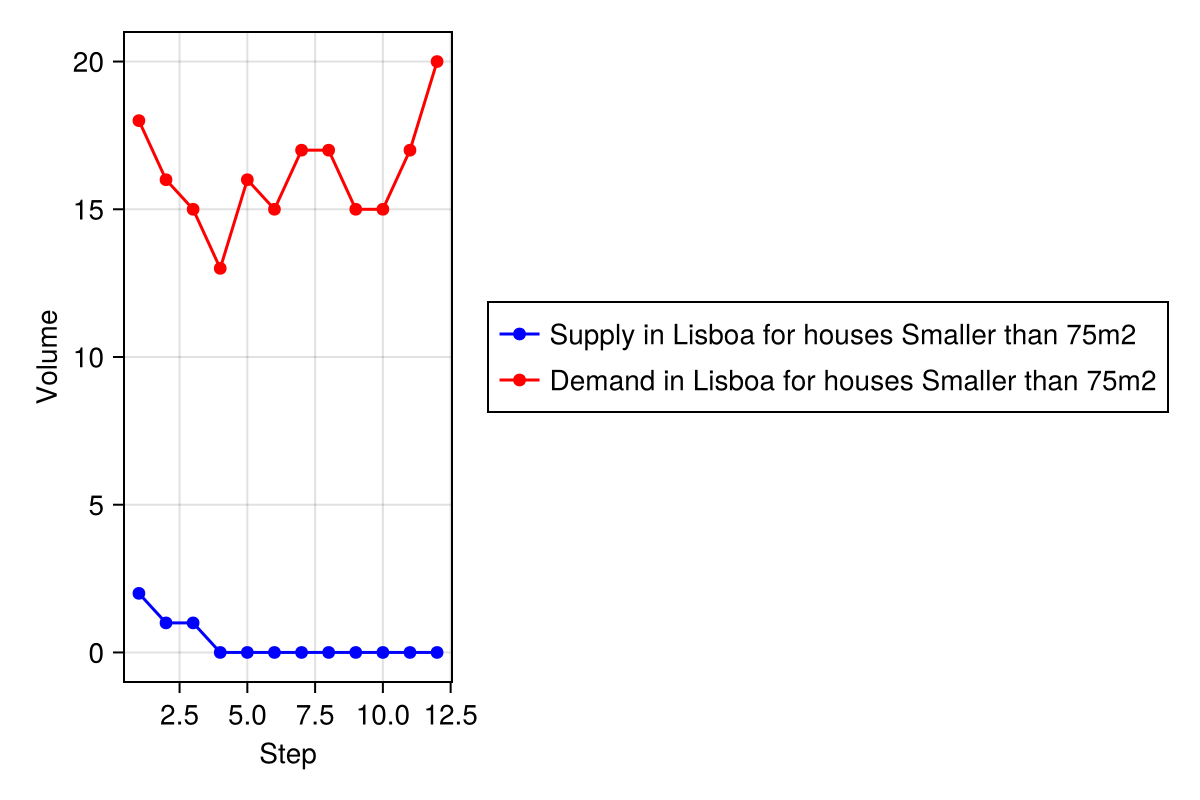 20
15
10
5
0
Volume
2.5 5.0 7.5 10.0 12.5
Step
Supply in Lisboa for houses Smaller than 75m2
Demand in Lisboa for houses Smaller than 75m2